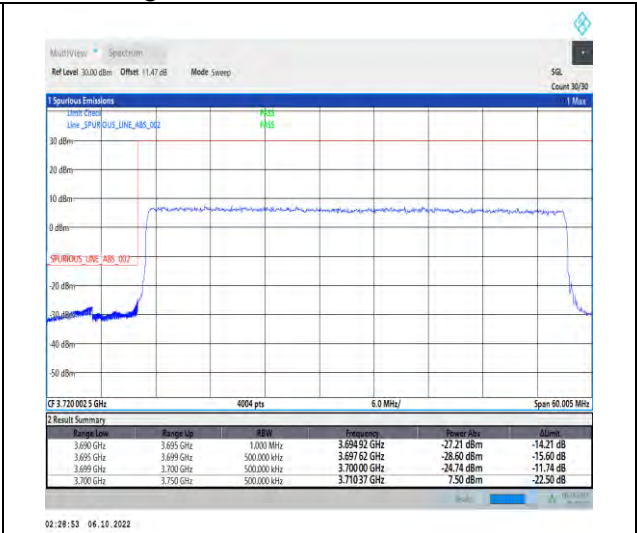 MultiView Spectrum
Ref Level 30.00 dBm Offset 11.47 dB Mode Sweep SGL
Count 30/30
1 Spurious Emissions 1 Max
Limit Check PASS
Line _SPURIOUS_LINE_ABS_002 PASS
30 dBm
20 dBm
10 dBm
0 dBm
SPURIOUS_LINE_ABS_002
-20 dBm
-30 dBm
-40 dBm
-50 dBm
CF 3.720 002 5 GHz 4004 pts 6.0 MHz/ Span 60.005 MHz
2 Result Summary
Range Low Range Up RBW Frequency Power Abs ΔLimit
3.690 GHz 3.695 GHz 1.000 MHz 3.694 92 GHz -27.21 dBm -14.21 dB
3.695 GHz 3.699 GHz 500.000 kHz 3.697 62 GHz -28.60 dBm -15.60 dB
3.699 GHz 3.700 GHz 500.000 kHz 3.700 00 GHz -24.74 dBm -11.74 dB
3.700 GHz 3.750 GHz 500.000 kHz 3.710 37 GHz 7.50 dBm -22.50 dB
02:28:53 06.10.2022